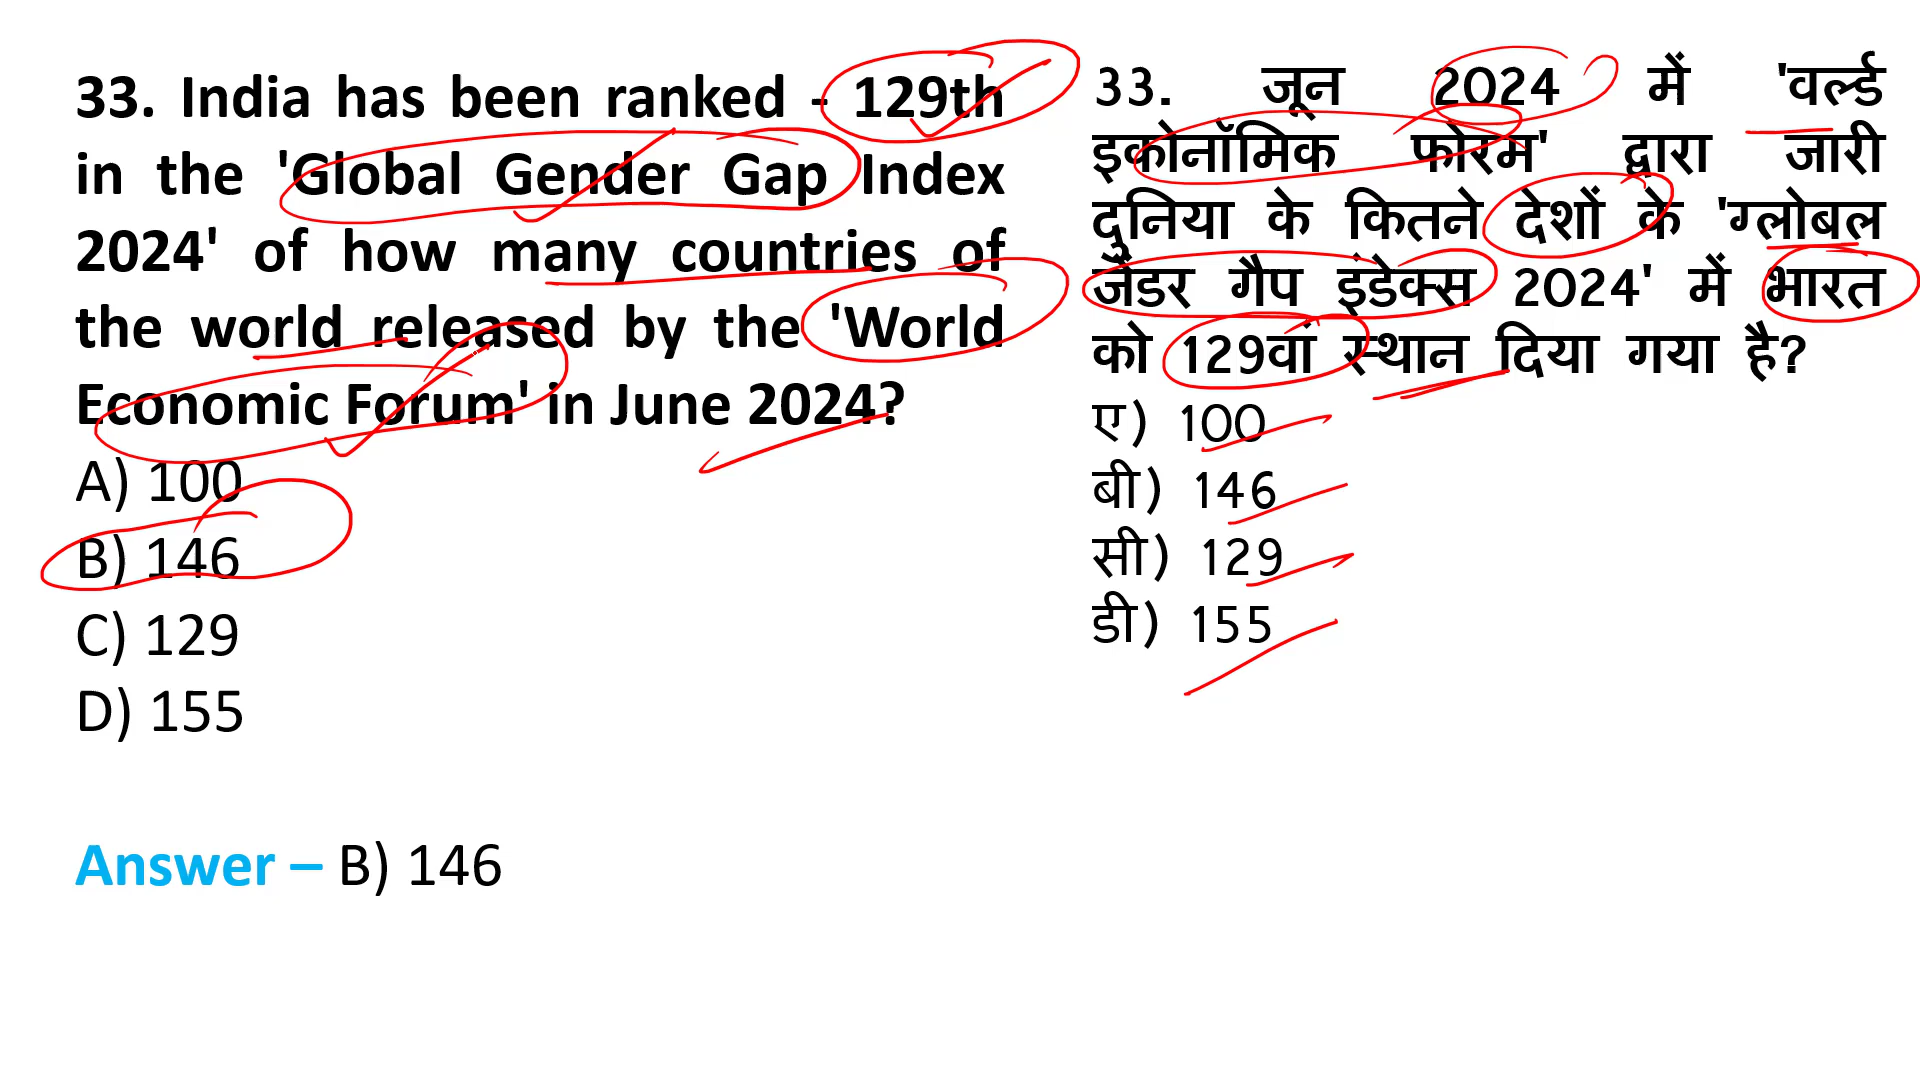 33. India has been ranked - 129th
in the 'Global Gender Gap Index
2024' of how many countries of
the world released by the 'World
Economic Forum' in June 2024?
A) 100
B) 146
C) 129
D) 155
Answer – B) 146
33. जून 2024 में 'वर्ल्ड
इकोनॉमिक फोरम' द्वारा जारी
दुनिया के कितने देशों के 'ग्लोबल
जेंडर गैप इंडेक्स 2024' में भारत
को 129वां स्थान दिया गया है?
ए) 100
बी) 146
सी) 129
डी) 155